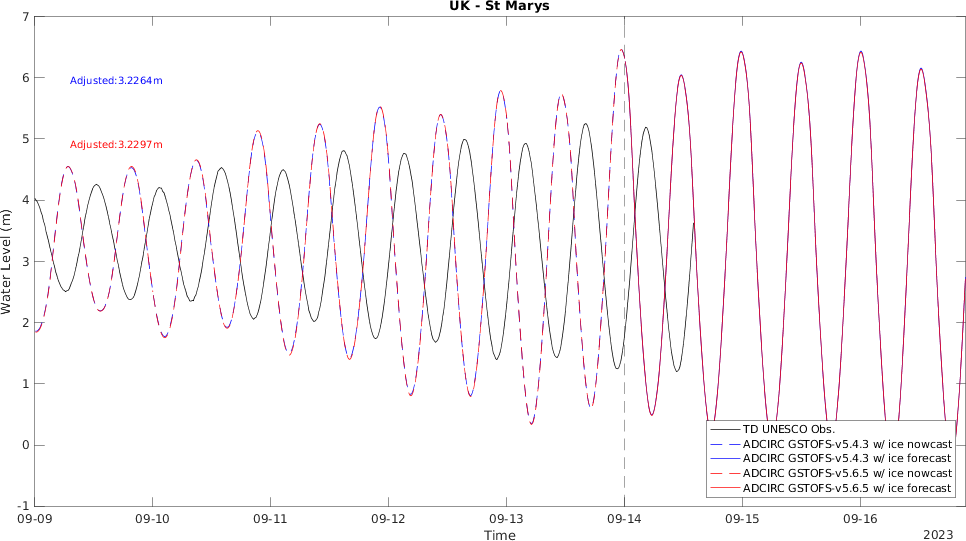 UK - St Marys
Adjusted:3.2264m
Adjusted:3.2297m
Water Level (m)
7
6
5
4
3
2
1
0
-1
TD UNESCO Obs.
ADCIRC GSTOFS-v5.4.3 w/ ice nowcast
ADCIRC GSTOFS-v5.4.3 w/ ice forecast
ADCIRC GSTOFS-v5.6.5 w/ ice nowcast
ADCIRC GSTOFS-v5.6.5 w/ ice forecast
09-09 09-10 09-11 09-12 09-13 09-14 09-15 09-16
Time
2023